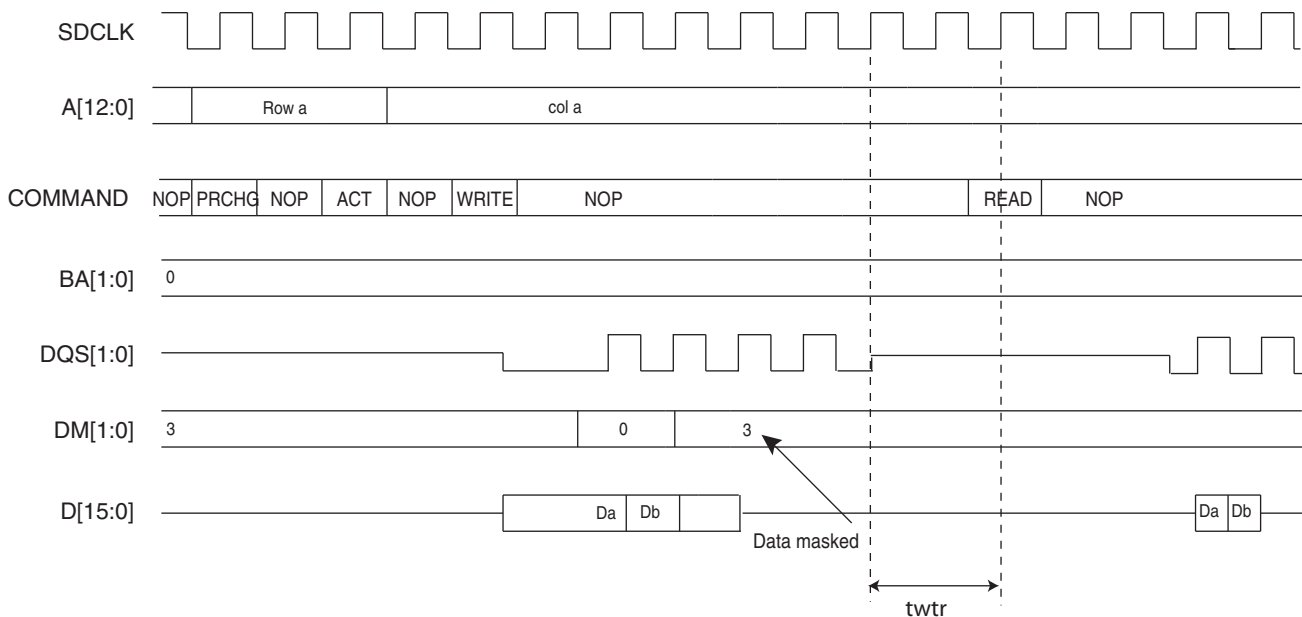 SDCLK
A[12:0] Row a col a
COMMAND NOP PRCHG NOP ACT NOP WRITE NOP READ NOP
BA[1:0] 0
DQS[1:0]
DM[1:0] 3 0 3
D[15:0] Da Db Da Db
Data masked
twtr